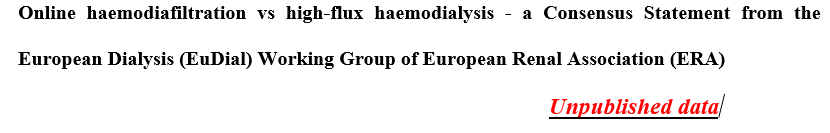 Online haemodiafiltration vs high-flux haemodialysis - a Consensus Statement from the
European Dialysis (EuDial) Working Group of European Renal Association (ERA)
Unpublished data